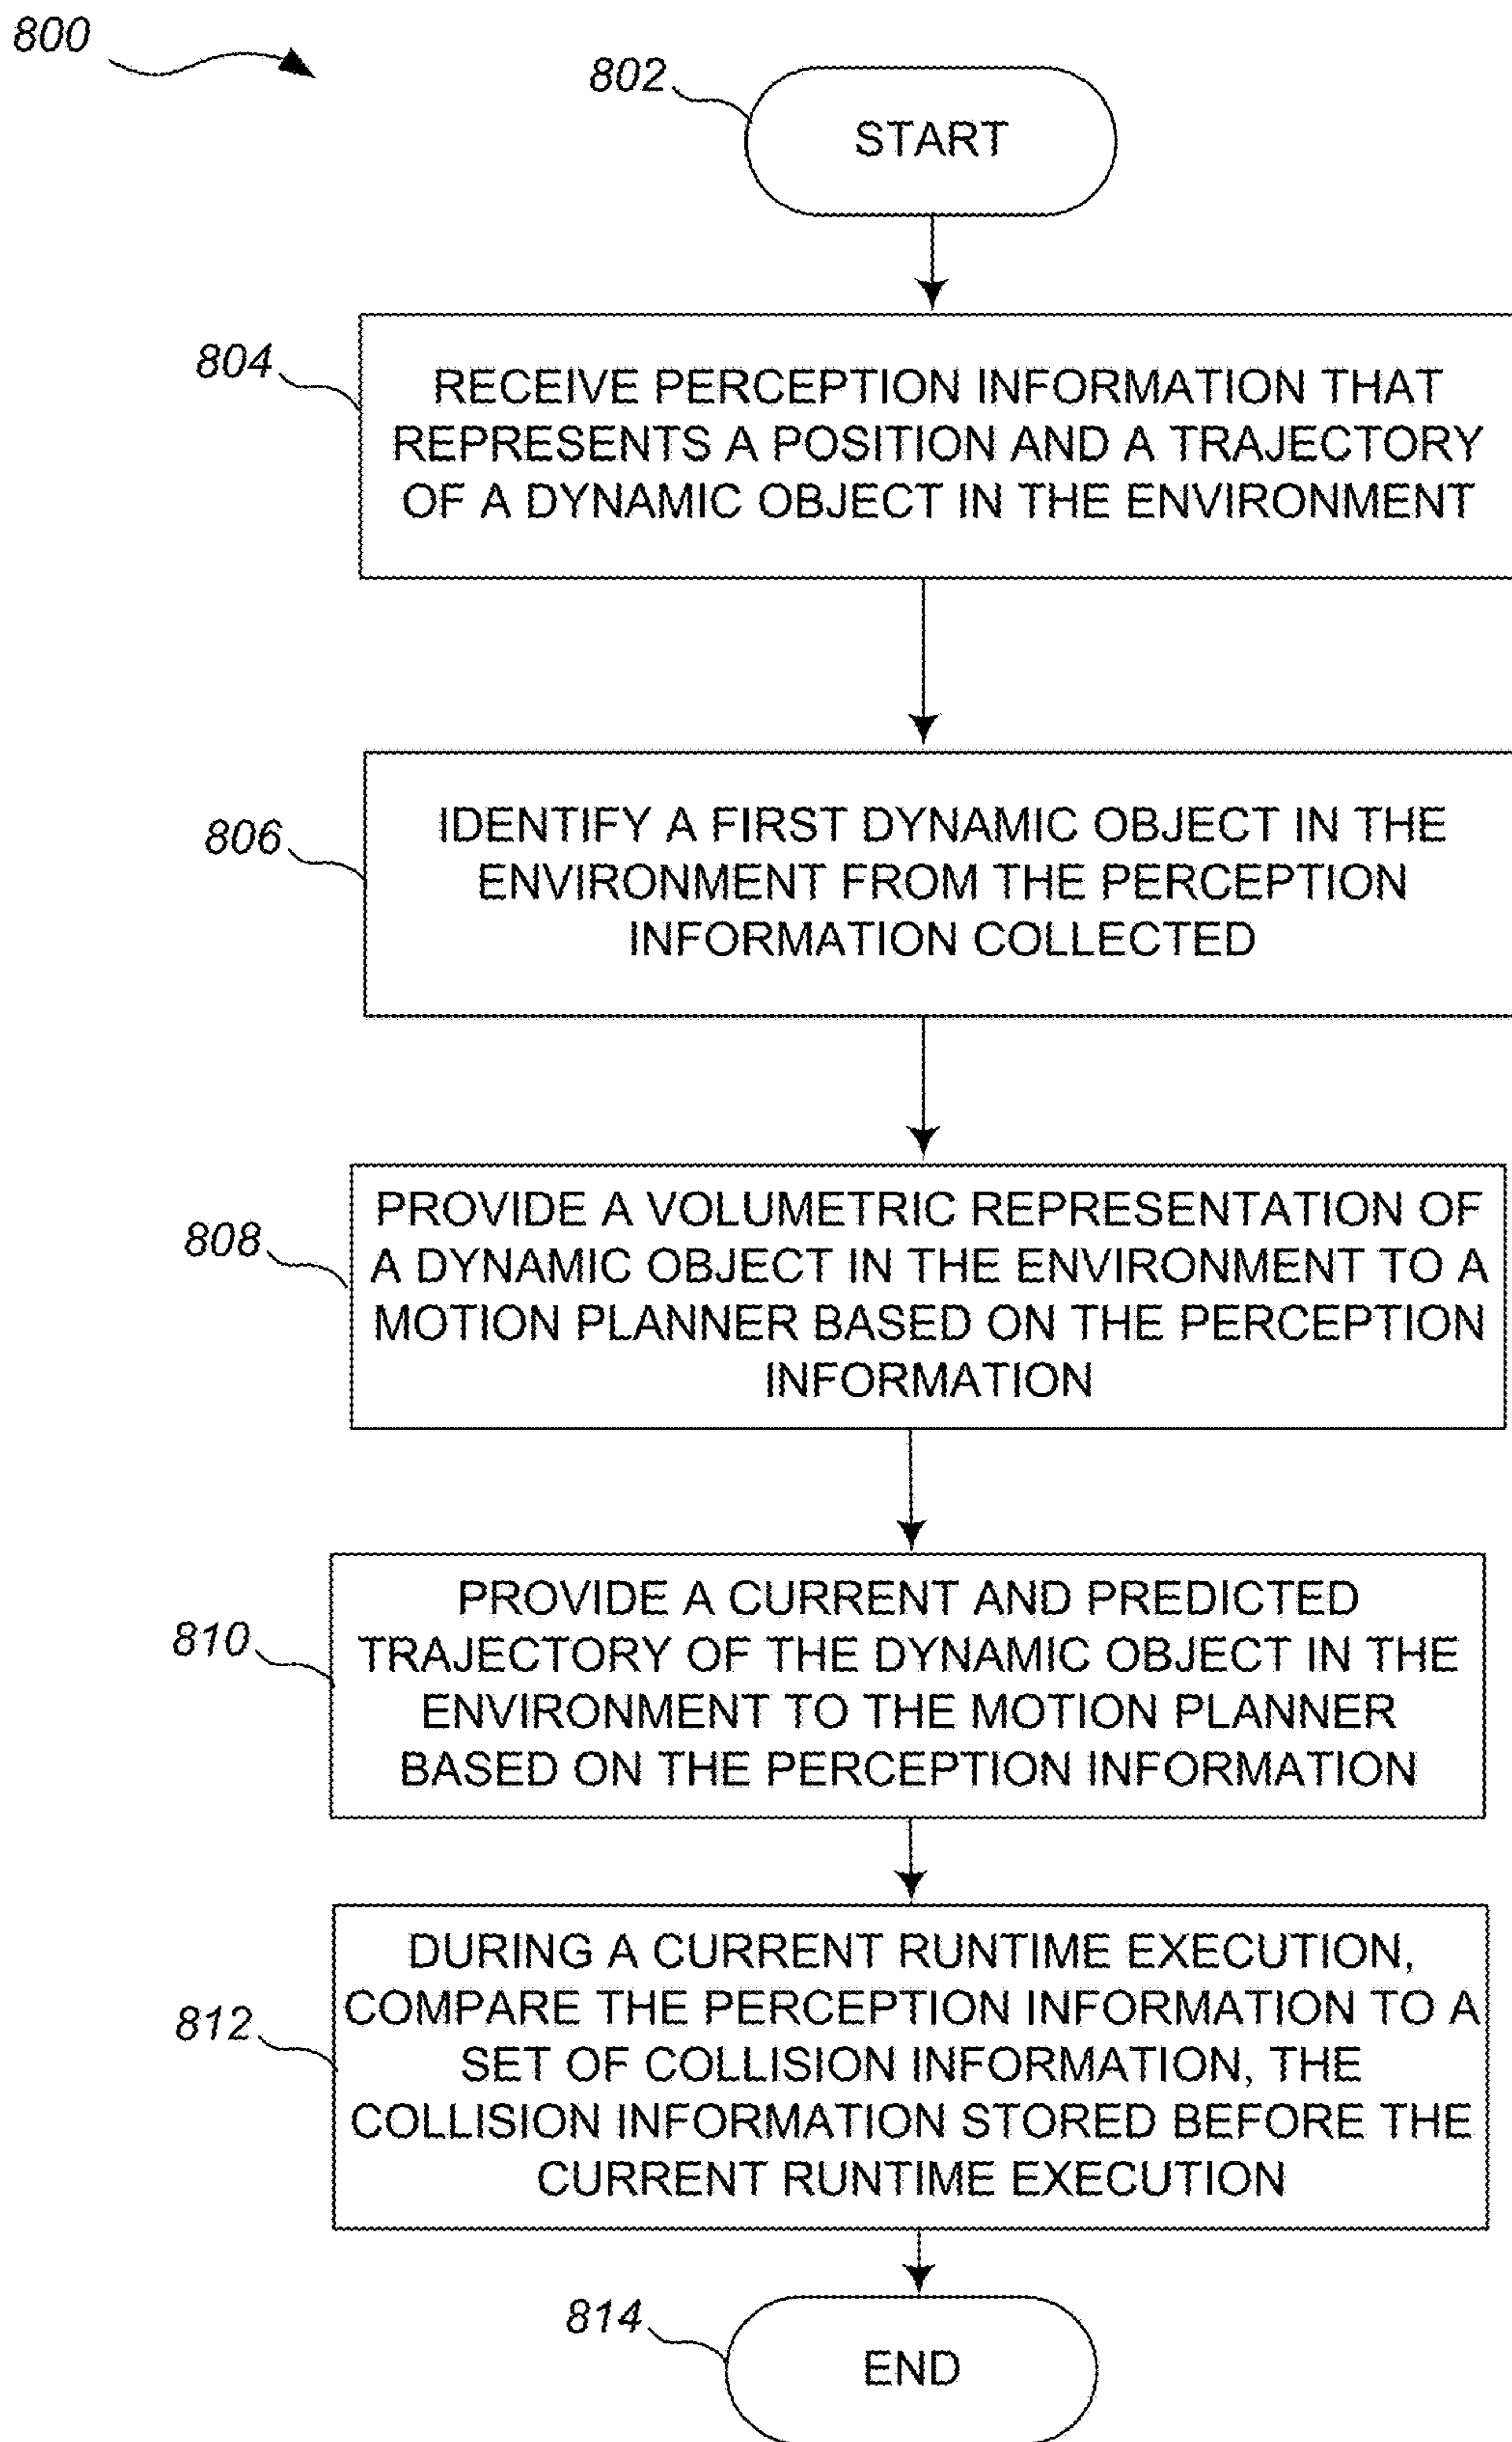 800
802
START
804
RECEIVE PERCEPTION INFORMATION THAT
REPRESENTS A POSITION AND A TRAJECTORY
OF A DYNAMIC OBJECT IN THE ENVIRONMENT
806
IDENTIFY A FIRST DYNAMIC OBJECT IN THE
ENVIRONMENT FROM THE PERCEPTION
INFORMATION COLLECTED
808
PROVIDE A VOLUMETRIC REPRESENTATION OF
A DYNAMIC OBJECT IN THE ENVIRONMENT TO A
MOTION PLANNER BASED ON THE PERCEPTION
INFORMATION
810
PROVIDE A CURRENT AND PREDICTED
TRAJECTORY OF THE DYNAMIC OBJECT IN THE
ENVIRONMENT TO THE MOTION PLANNER
BASED ON THE PERCEPTION INFORMATION
812
DURING A CURRENT RUNTIME EXECUTION,
COMPARE THE PERCEPTION INFORMATION TO A
SET OF COLLISION INFORMATION, THE
COLLISION INFORMATION STORED BEFORE THE
CURRENT RUNTIME EXECUTION
814
END